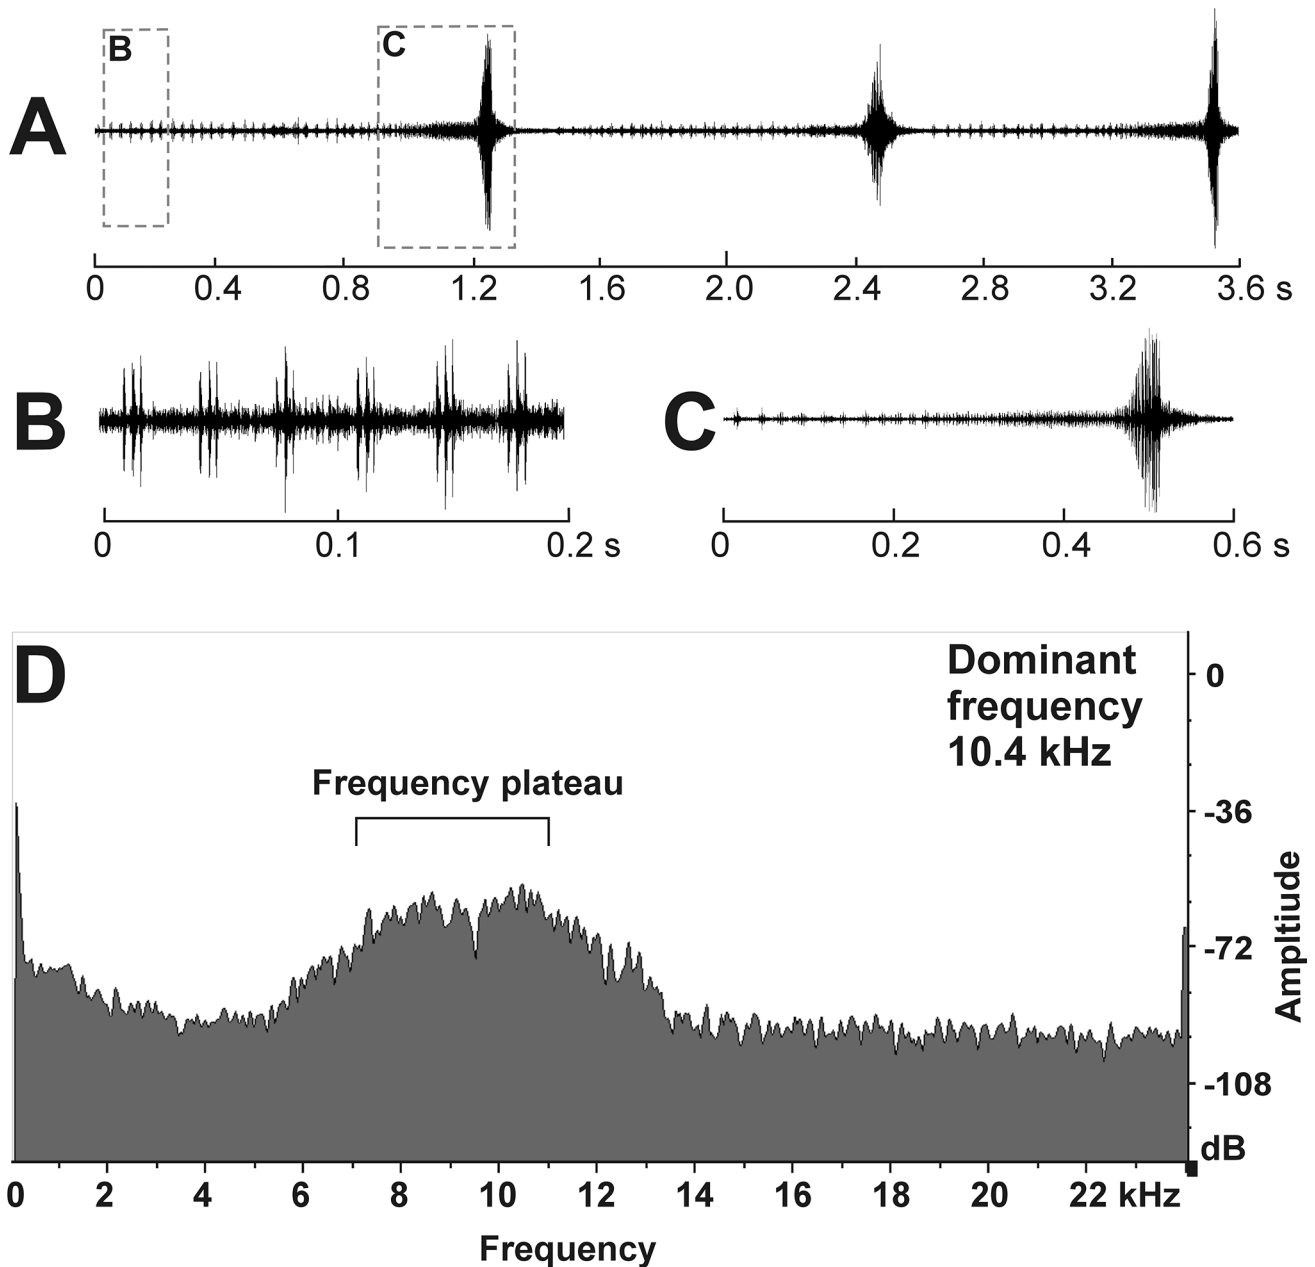 B
C
A
0 0.4 0.8 1.2 1.6 2.0 2.4 2.8 3.2 3.6 s
B
0 0.1 0.2 s
C
0 0.2 0.4 0.6 s
D
Dominant
frequency
10.4 kHz
Frequency plateau
0
-36
-72
-108
dB
Ampltiude
0 2 4 6 8 10 12 14 16 18 20 22 kHz
Frequency